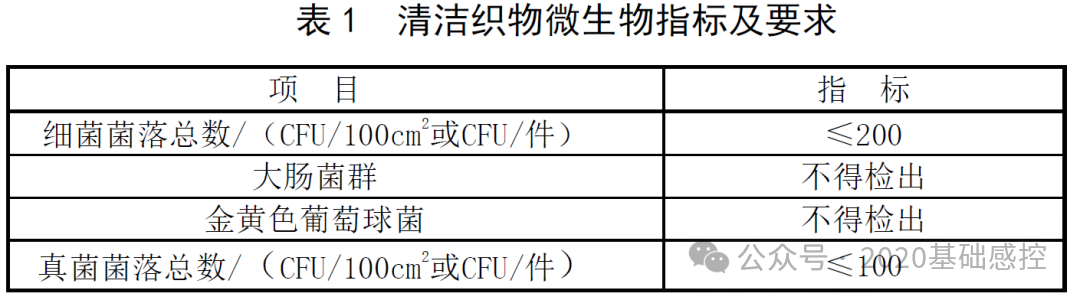 表1 清洁织物微生物指标及要求
项 目 指 标
细菌菌落总数/（CFU/100cm²或CFU/件） ≤200
大肠菌群 不得检出
金黄色葡萄球菌 不得检出
真菌菌落总数/（CFU/100cm²或CFU/件） ≤100
公众号·2020基础感控